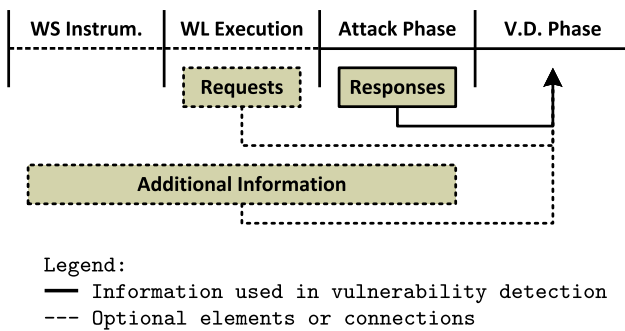 WS Instrum. WL Execution Attack Phase V.D. Phase
Requests Responses
Additional Information
Legend:
Information used in vulnerability detection
Optional elements or connections